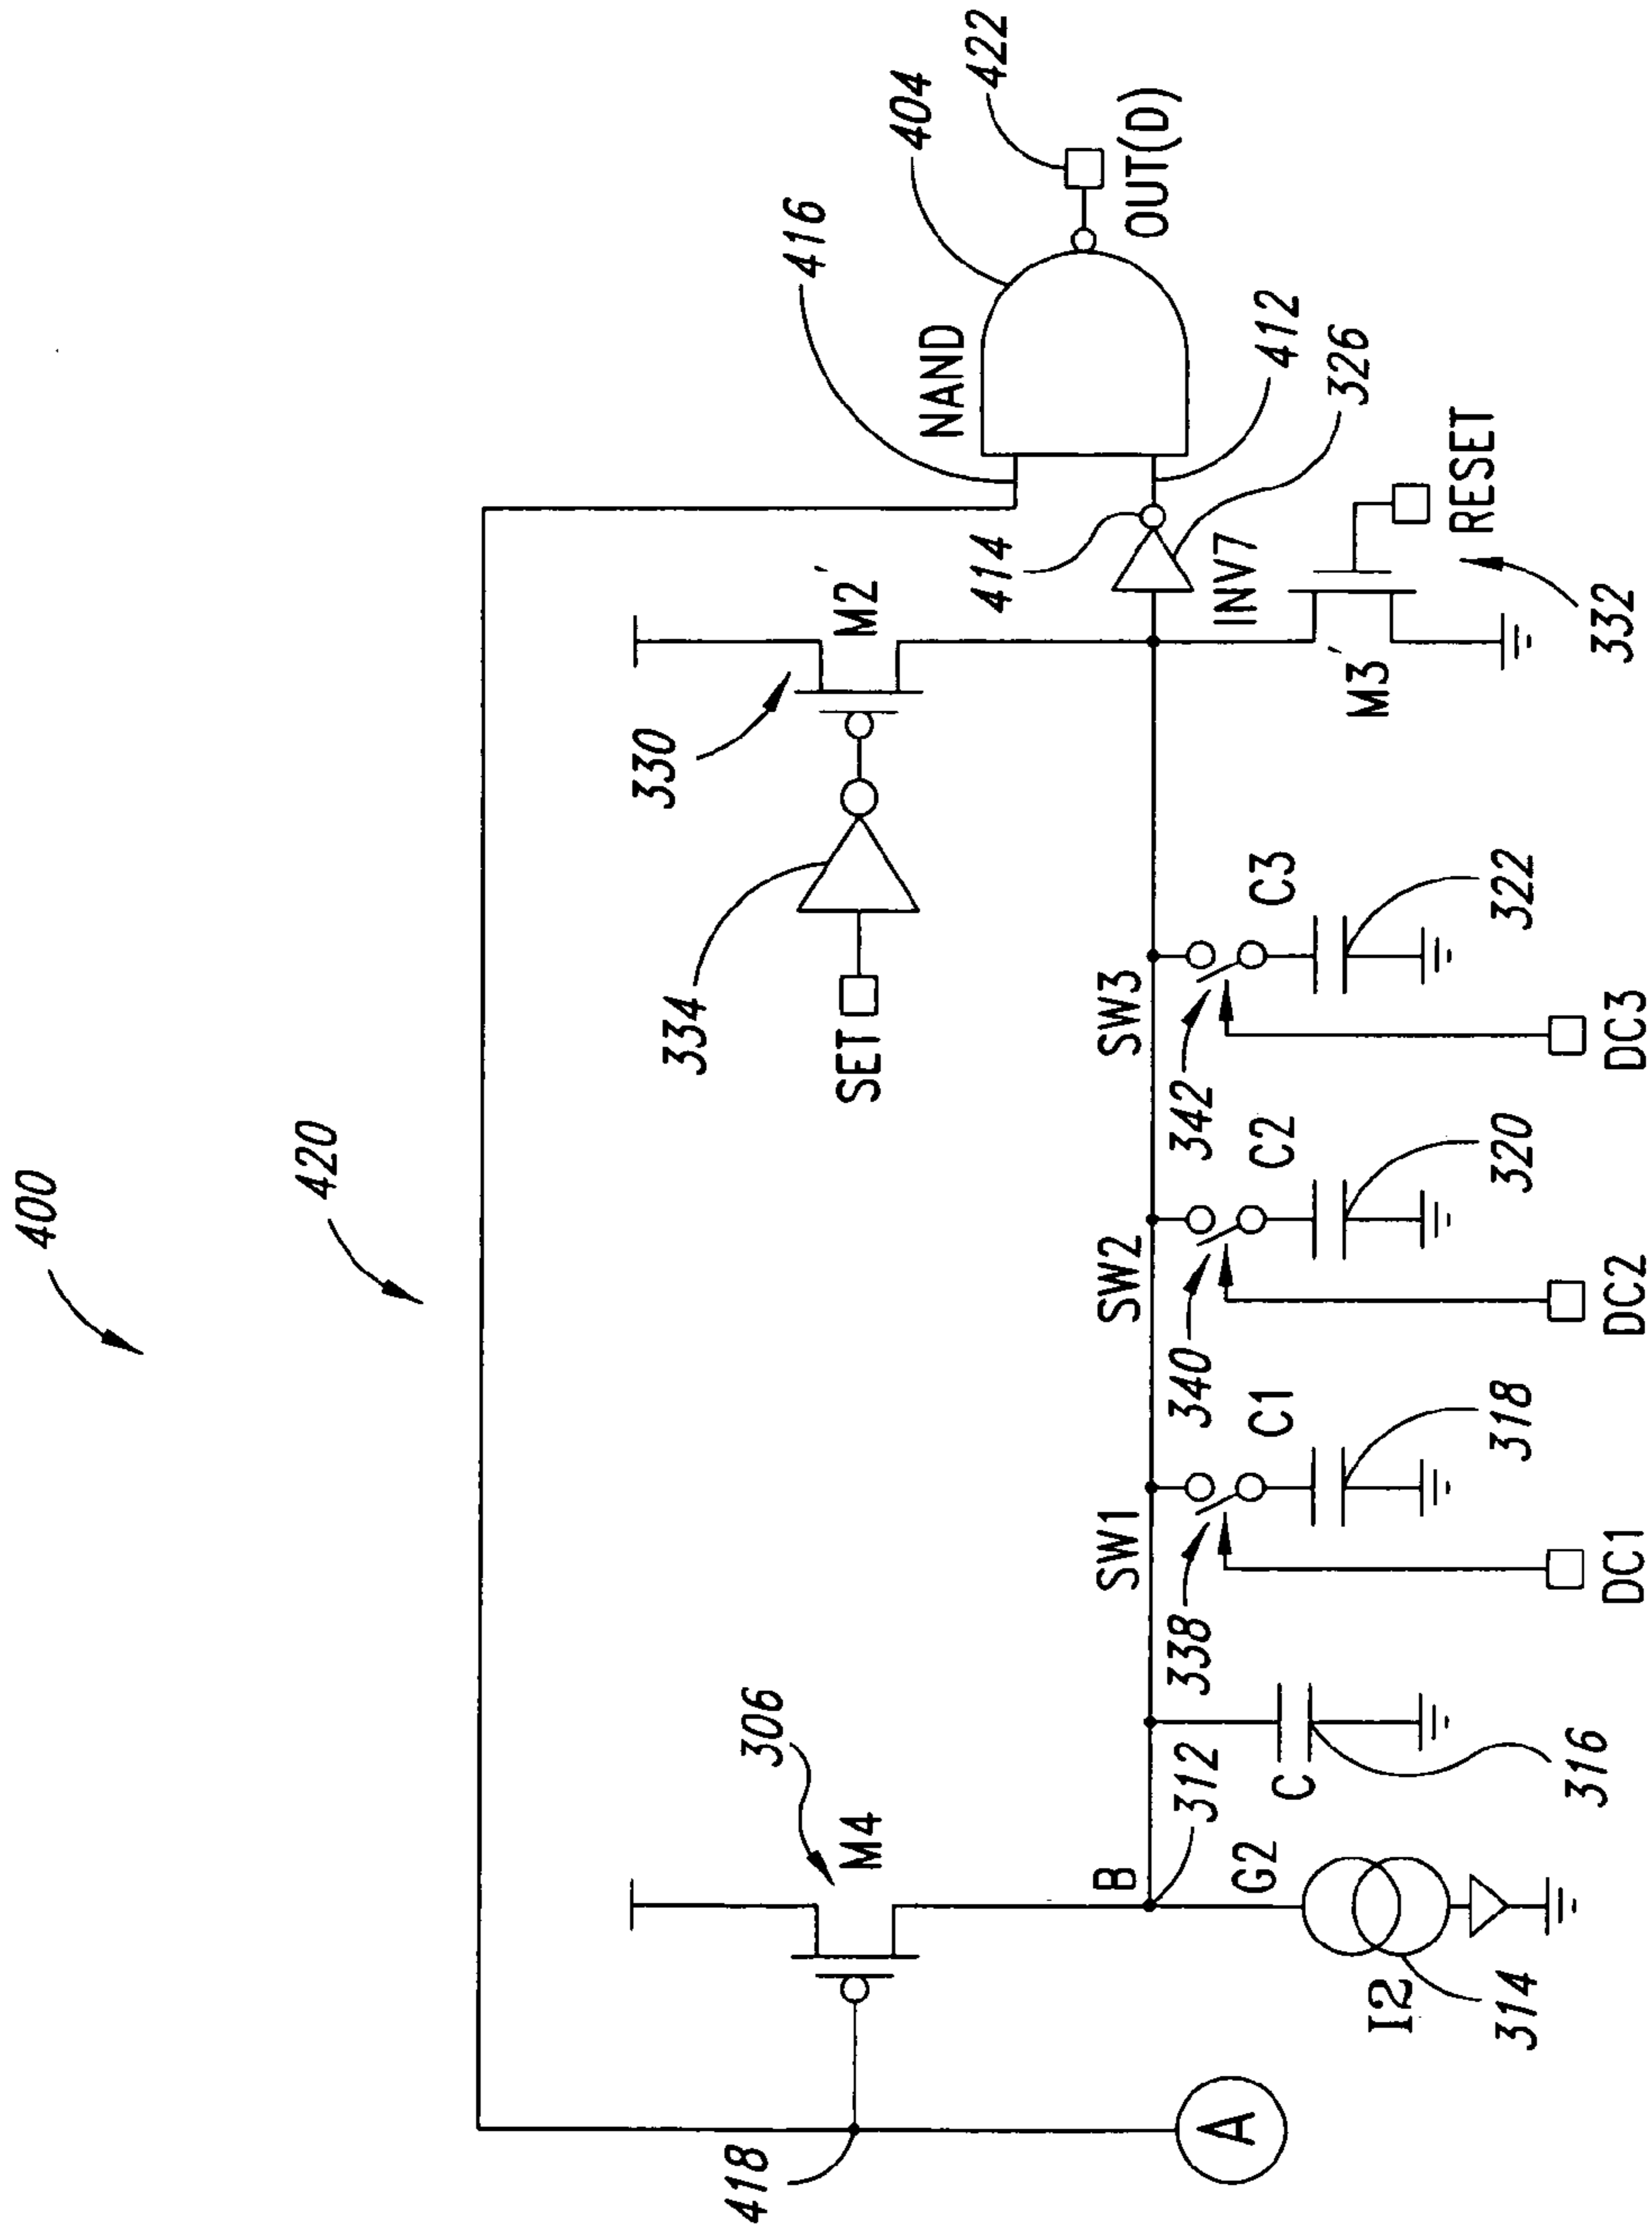 400
420
418
A
306
M4
B
312
G2
I2
314
C
316
SW1
338
C1
318
DC1
SW2
340
C2
320
DC2
SW3
342
C3
322
DC3
334
SET
330
M2'
M3'
332
RESET
INV7
414
326
412
NAND
416
404
422
OUT(D)